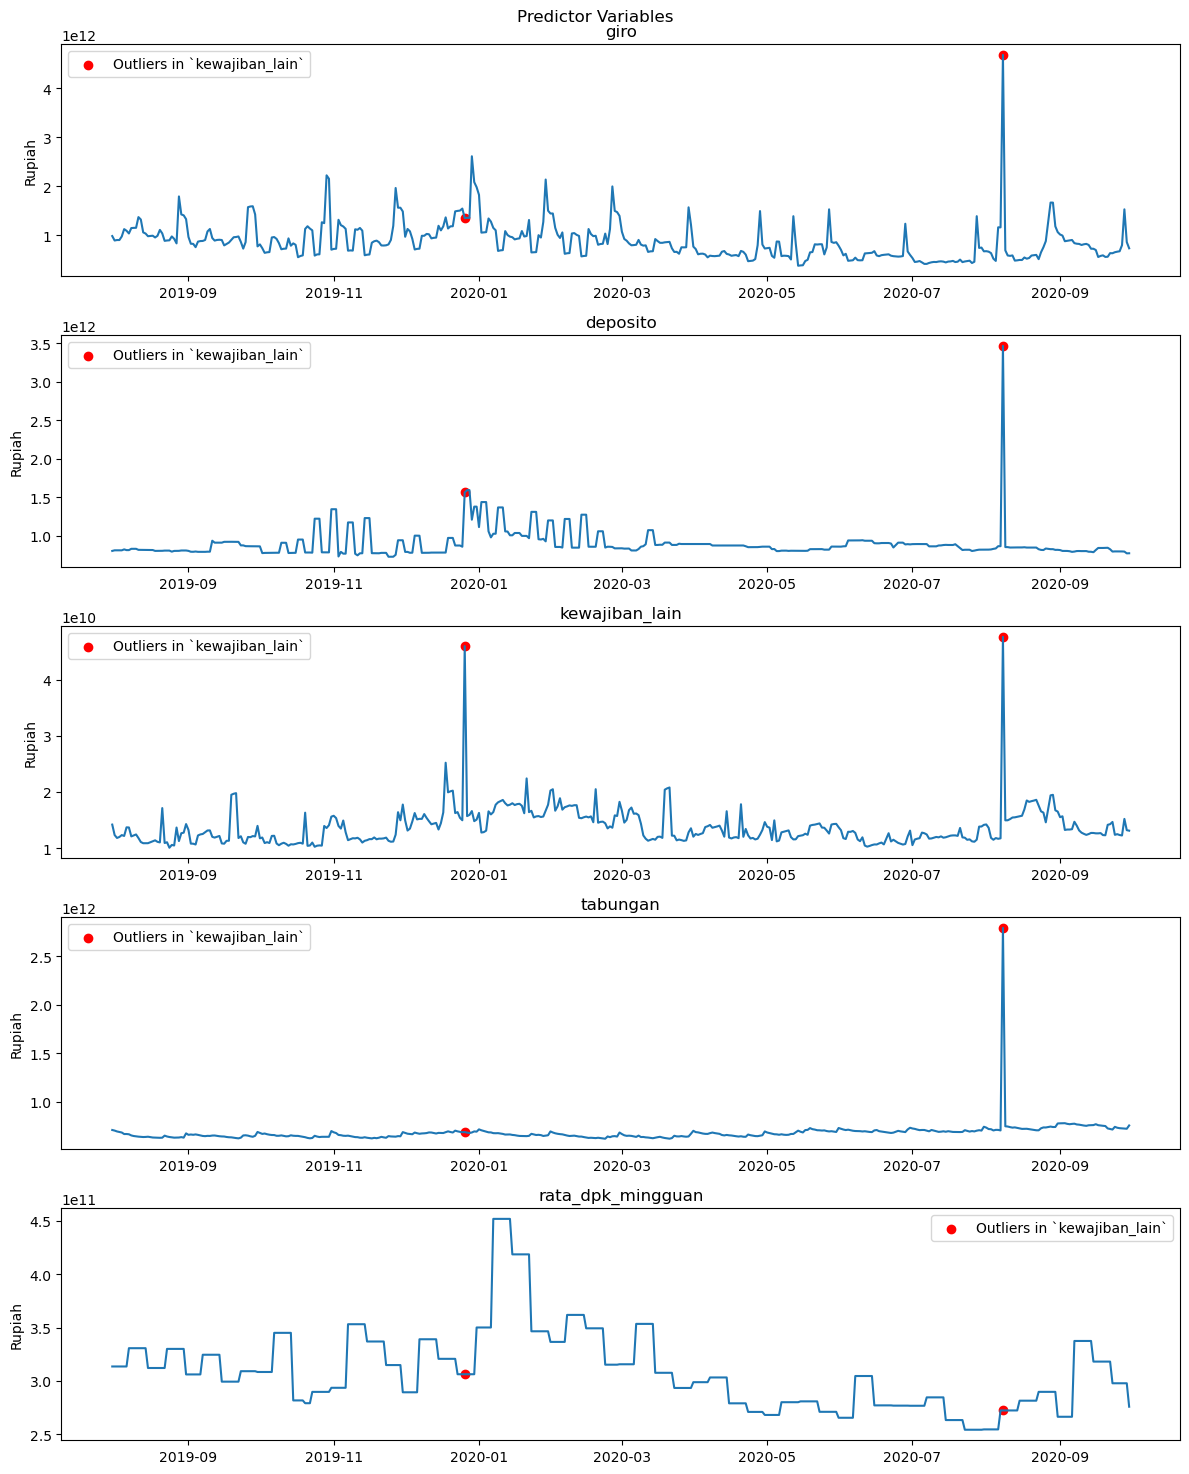 Predictor Variables
giro
1e12
Outliers in `kewajiban_lain`
4
3
2
1
Rupiah
2019-09 2019-11 2020-01 2020-03 2020-05 2020-07 2020-09
deposito
1e12
Outliers in `kewajiban_lain`
3.5
3.0
2.5
2.0
1.5
1.0
Rupiah
2019-09 2019-11 2020-01 2020-03 2020-05 2020-07 2020-09
kewajiban_lain
1e10
Outliers in `kewajiban_lain`
4
3
2
1
Rupiah
2019-09 2019-11 2020-01 2020-03 2020-05 2020-07 2020-09
tabungan
1e12
Outliers in `kewajiban_lain`
2.5
2.0
1.5
1.0
Rupiah
2019-09 2019-11 2020-01 2020-03 2020-05 2020-07 2020-09
rata_dpk_mingguan
1e11
Outliers in `kewajiban_lain`
4.5
4.0
3.5
3.0
2.5
Rupiah
2019-09 2019-11 2020-01 2020-03 2020-05 2020-07 2020-09